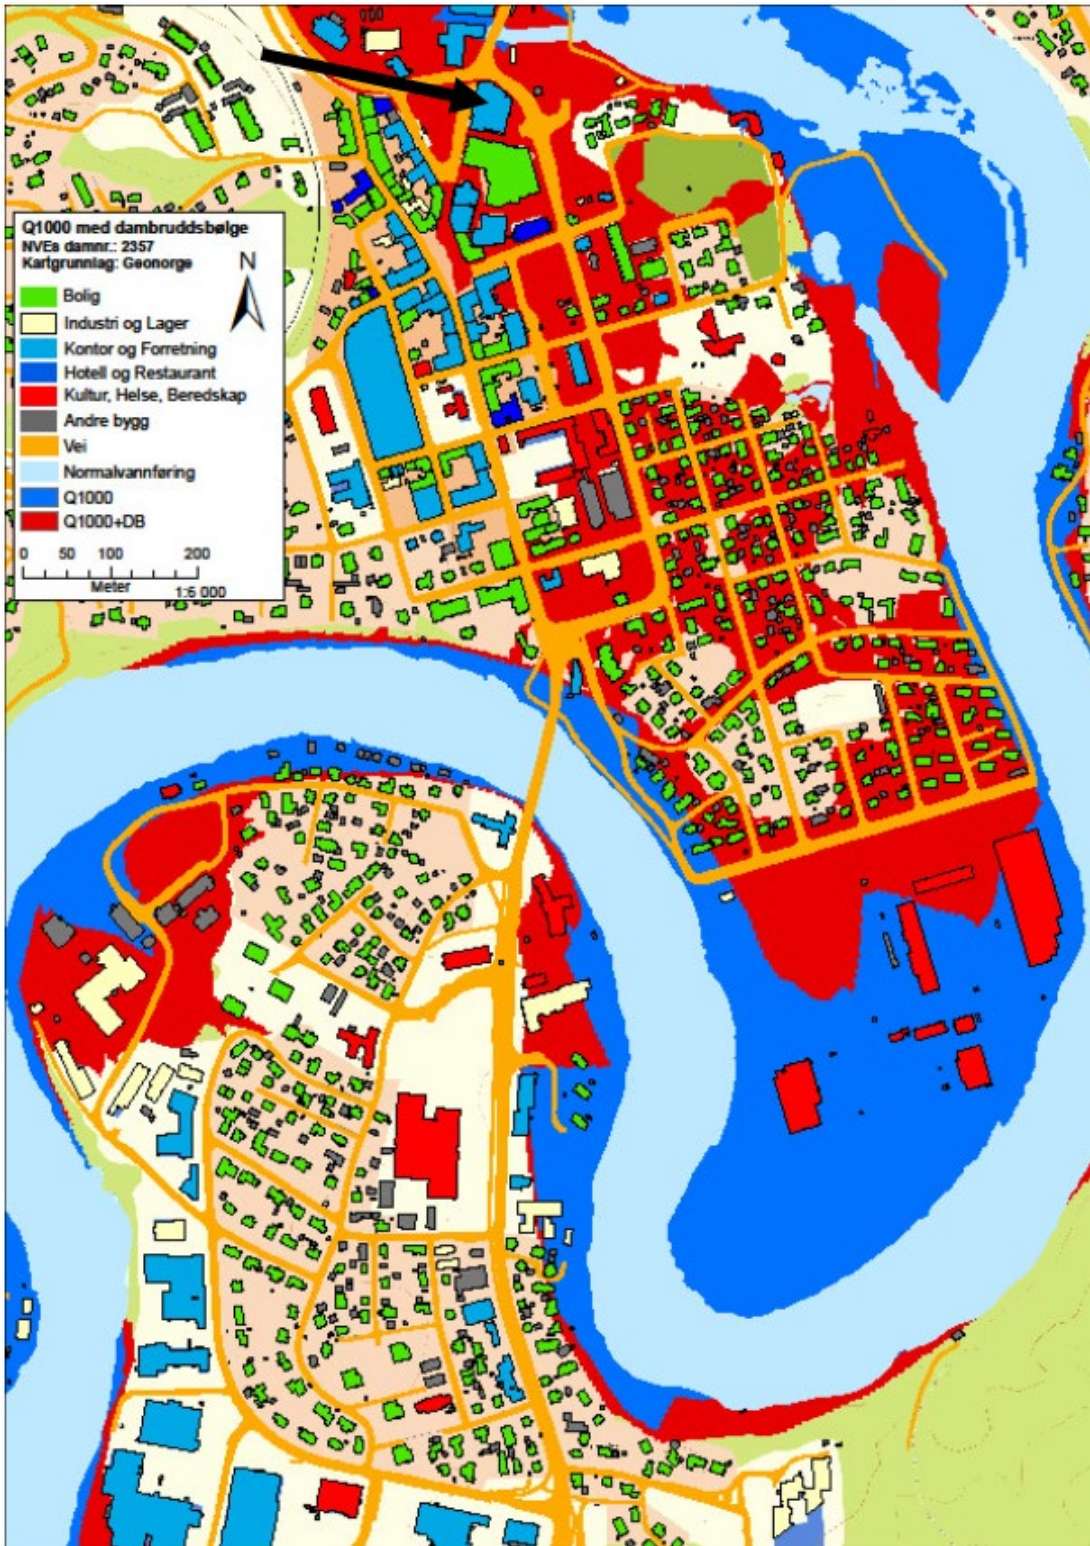 Q1000 med dambruddsbølge
NVEs damnr.: 2357
Kartgrunnlag: Geonorge
N
Bolig
Industri og Lager
Kontor og Forretning
Hotell og Restaurant
Kultur, Helse, Beredskap
Andre bygg
Vei
Normalvannføring
Q1000
Q1000+DB
0 50 100 200
Meter 1:6 000